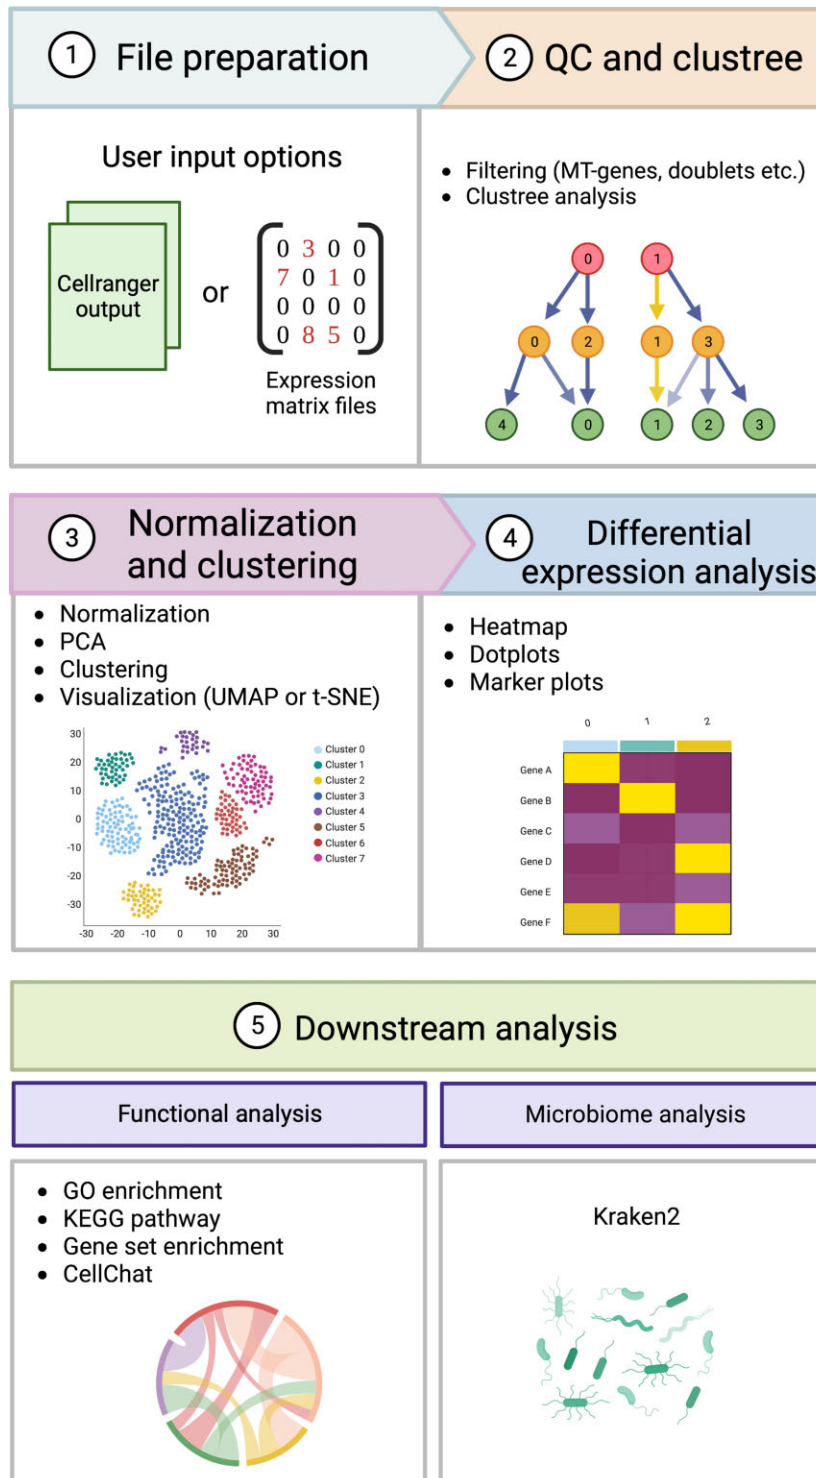 1 File preparation
2 QC and clustree
User input options
Cellranger
output
or
0 3 0 0
7 0 1 0
0 0 0 0
0 8 5 0
Expression
matrix files
• Filtering (MT-genes, doublets etc.)
• Clustree analysis
0 1
0 2 1 3
4 0 1 2 3
3 Normalization
and clustering
4 Differential
expression analysis
• Normalization
• PCA
• Clustering
• Visualization (UMAP or t-SNE)
30
20
10
0
-10
-20
-30
-30 -20 -10 0 10 20 30
Cluster 0
Cluster 1
Cluster 2
Cluster 3
Cluster 4
Cluster 5
Cluster 6
Cluster 7
• Heatmap
• Dotplots
• Marker plots
0 1 2
Gene A
Gene B
Gene C
Gene D
Gene E
Gene F
5 Downstream analysis
Functional analysis
• GO enrichment
• KEGG pathway
• Gene set enrichment
• CellChat
Microbiome analysis
Kraken2